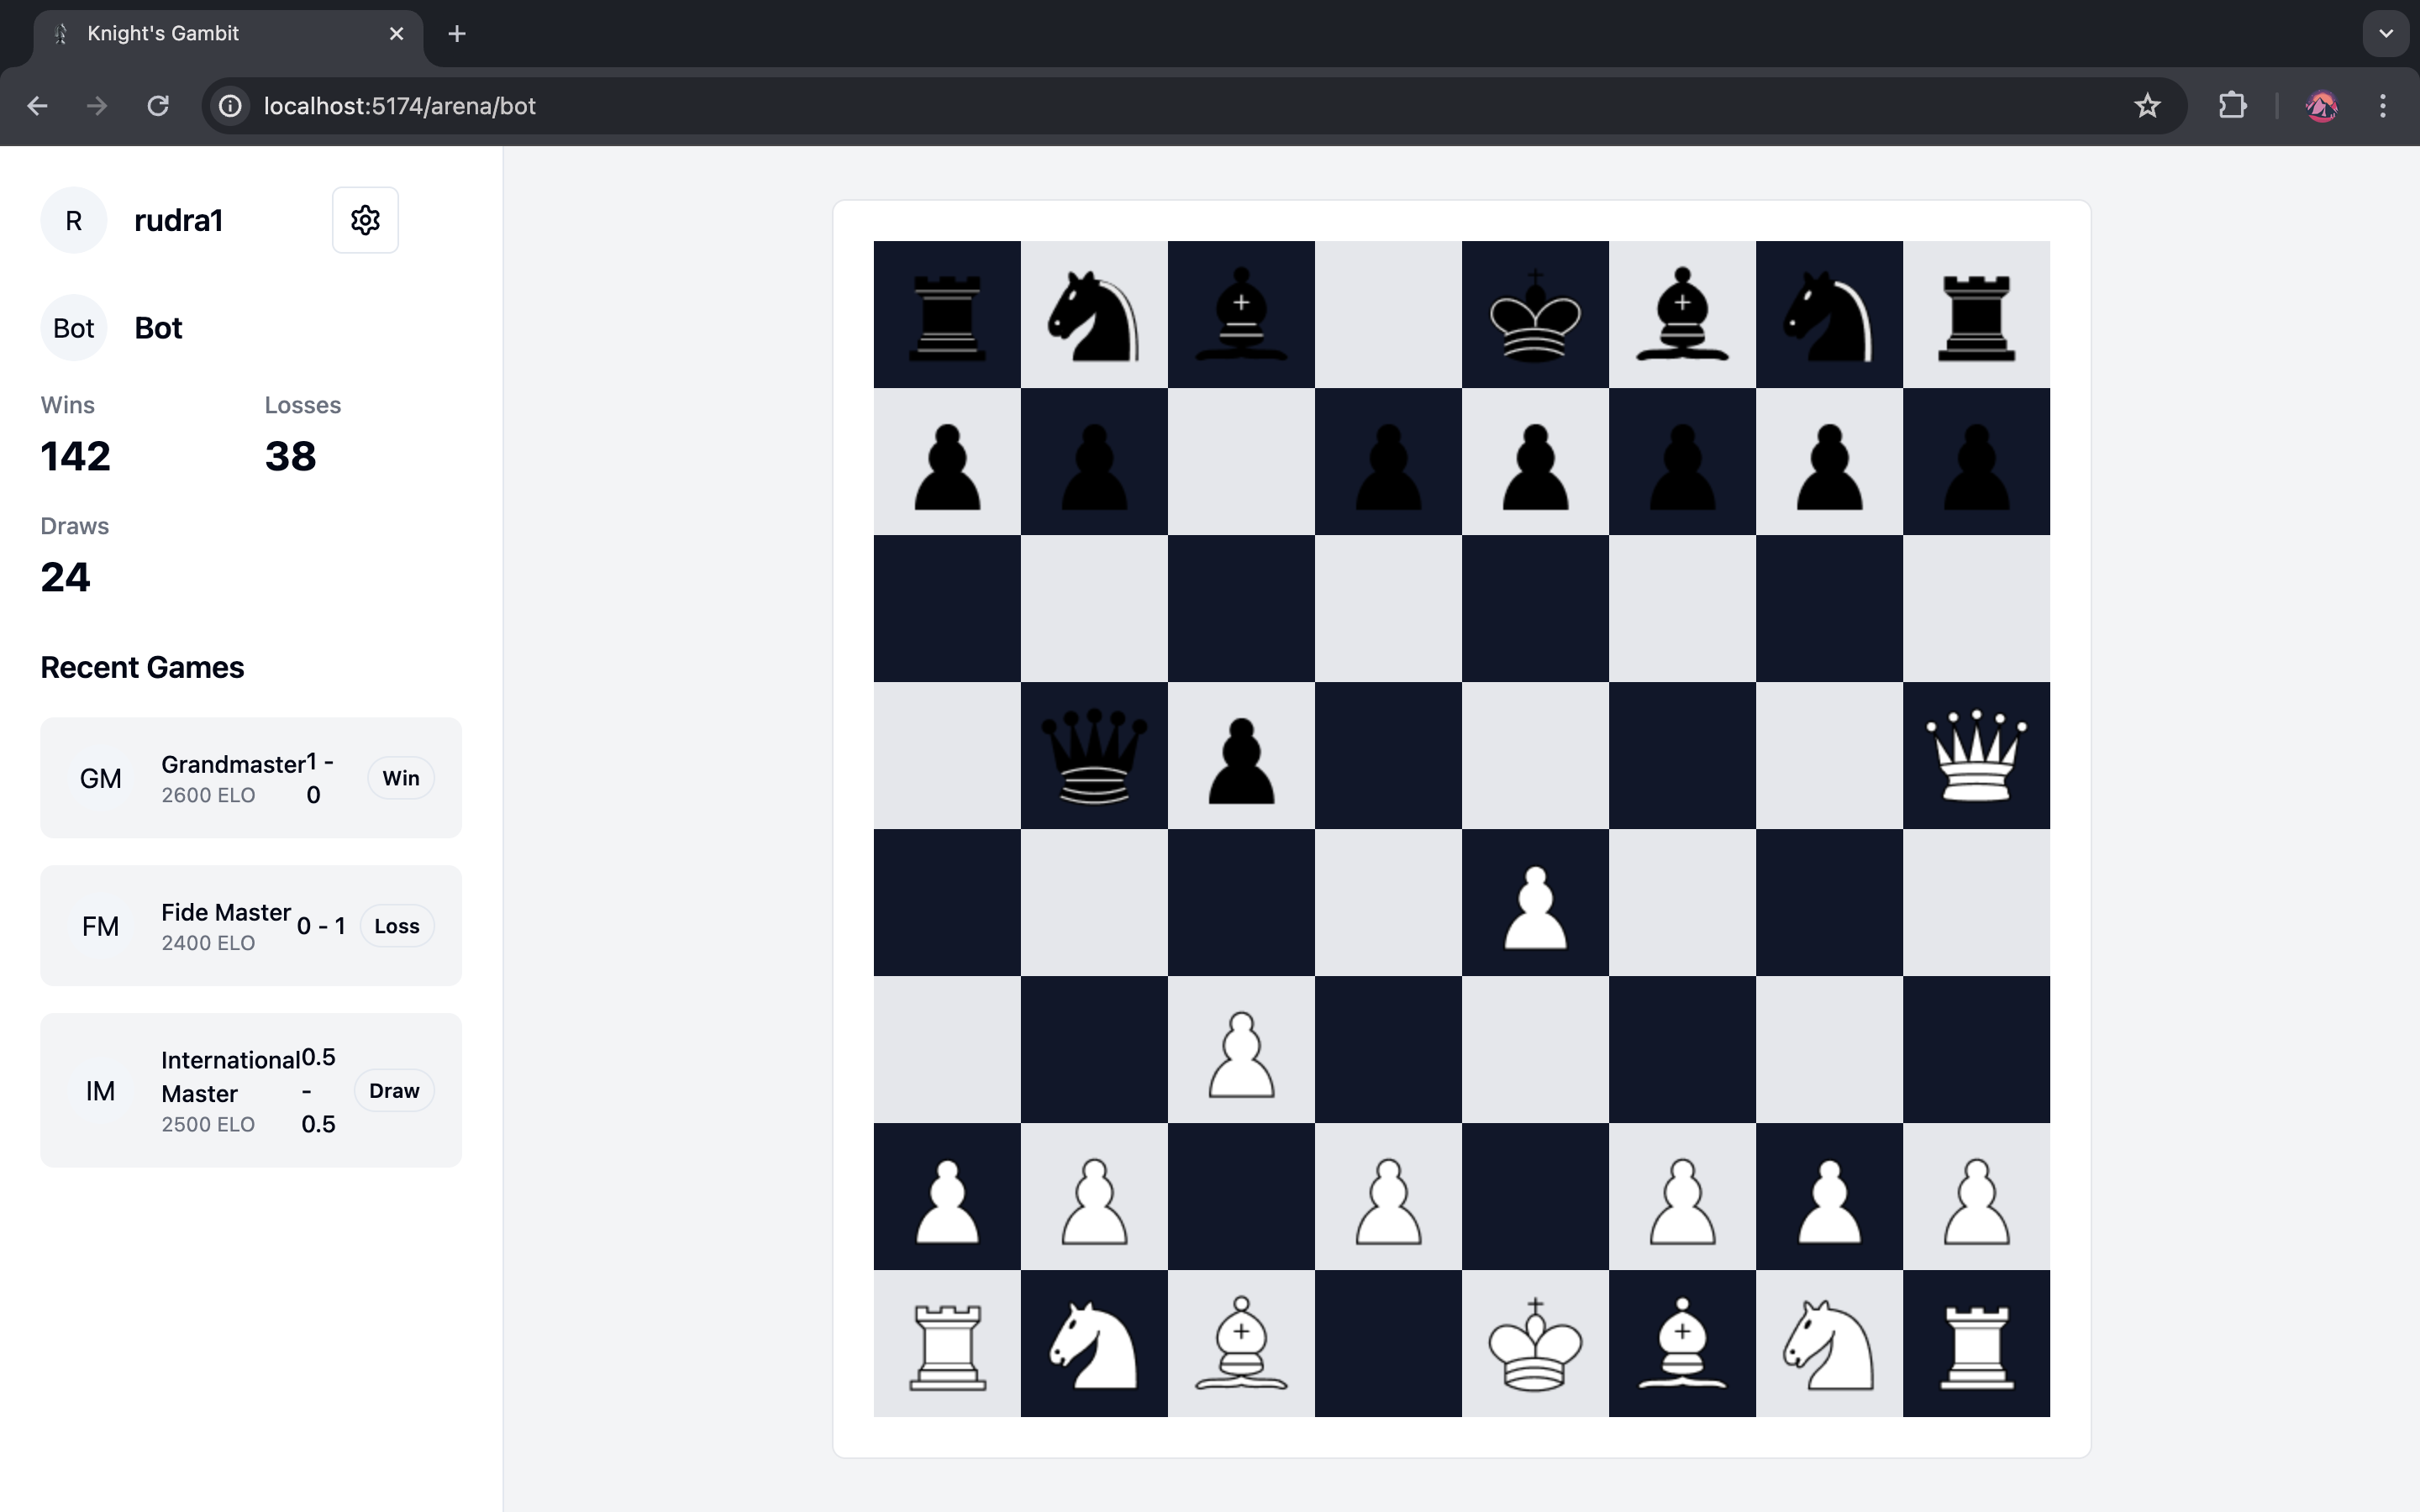 Knight's Gambit
localhost:5174/arena/bot
R rudra1
Bot Bot
Wins Losses
142 38
Draws
24
Recent Games
GM
Grandmaster
2600 ELO
1 -
0
Win
FM
Fide Master
2400 ELO
0 - 1
Loss
IM
International
Master
2500 ELO
0.5
-
0.5
Draw